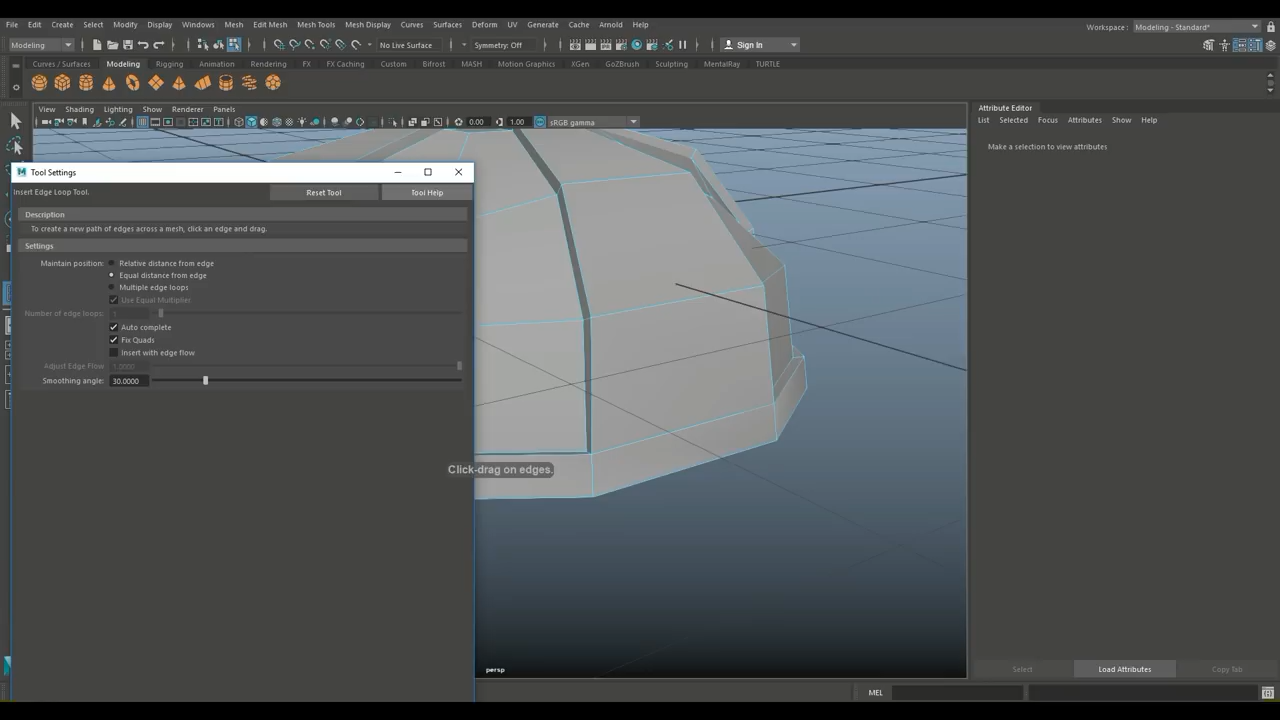 File Edit Create Select Modify Display Windows Mesh Edit Mesh Mesh Tools Mesh Display Curves Surfaces Deform UV Generate Cache Arnold Help
Workspace : Modeling - Standard*
Modeling No Live Surface Symmetry: Off Sign In
Curves / Surfaces Modeling Rigging Animation Rendering FX FX Caching Custom Bifrost MASH Motion Graphics XGen GoZBrush Sculpting MentalRay TURTLE
View Shading Lighting Show Renderer Panels
0.00 1.00 sRGB gamma
Attribute Editor
List Selected Focus Attributes Show Help
Make a selection to view attributes
Tool Settings
Insert Edge Loop Tool. Reset Tool Tool Help
Description
To create a new path of edges across a mesh, click an edge and drag.
Settings
Maintain position: Relative distance from edge
Equal distance from edge
Multiple edge loops
Use Equal Multiplier
Number of edge loops: 1
Auto complete
Fix Quads
Insert with edge flow
Adjust Edge Flow 1.0000
Smoothing angle: 30.0000
Click-drag on edges.
persp
Select Load Attributes Copy Tab
MEL